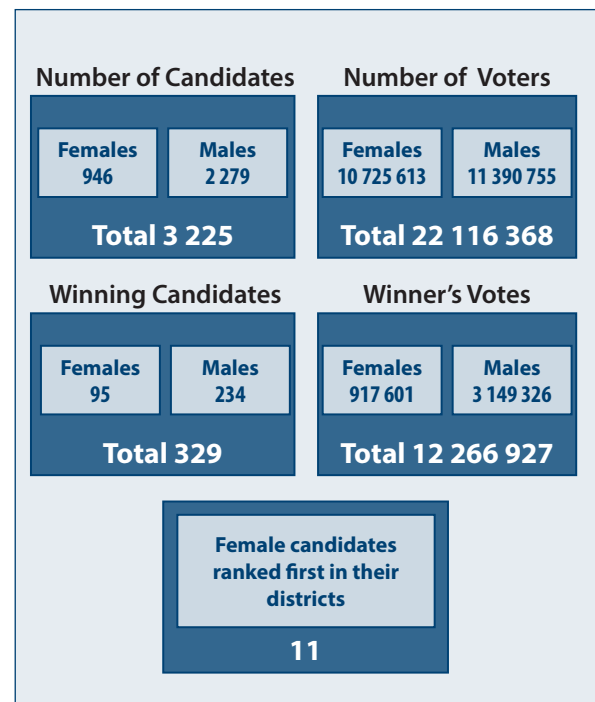 Number of Candidates
Females
946
Males
2 279
Total 3 225
Number of Voters
Females
10 725 613
Males
11 390 755
Total 22 116 368
Winning Candidates
Females
95
Males
234
Total 329
Winner's Votes
Females
917 601
Males
3 149 326
Total 12 266 927
Female candidates
ranked first in their
districts
11